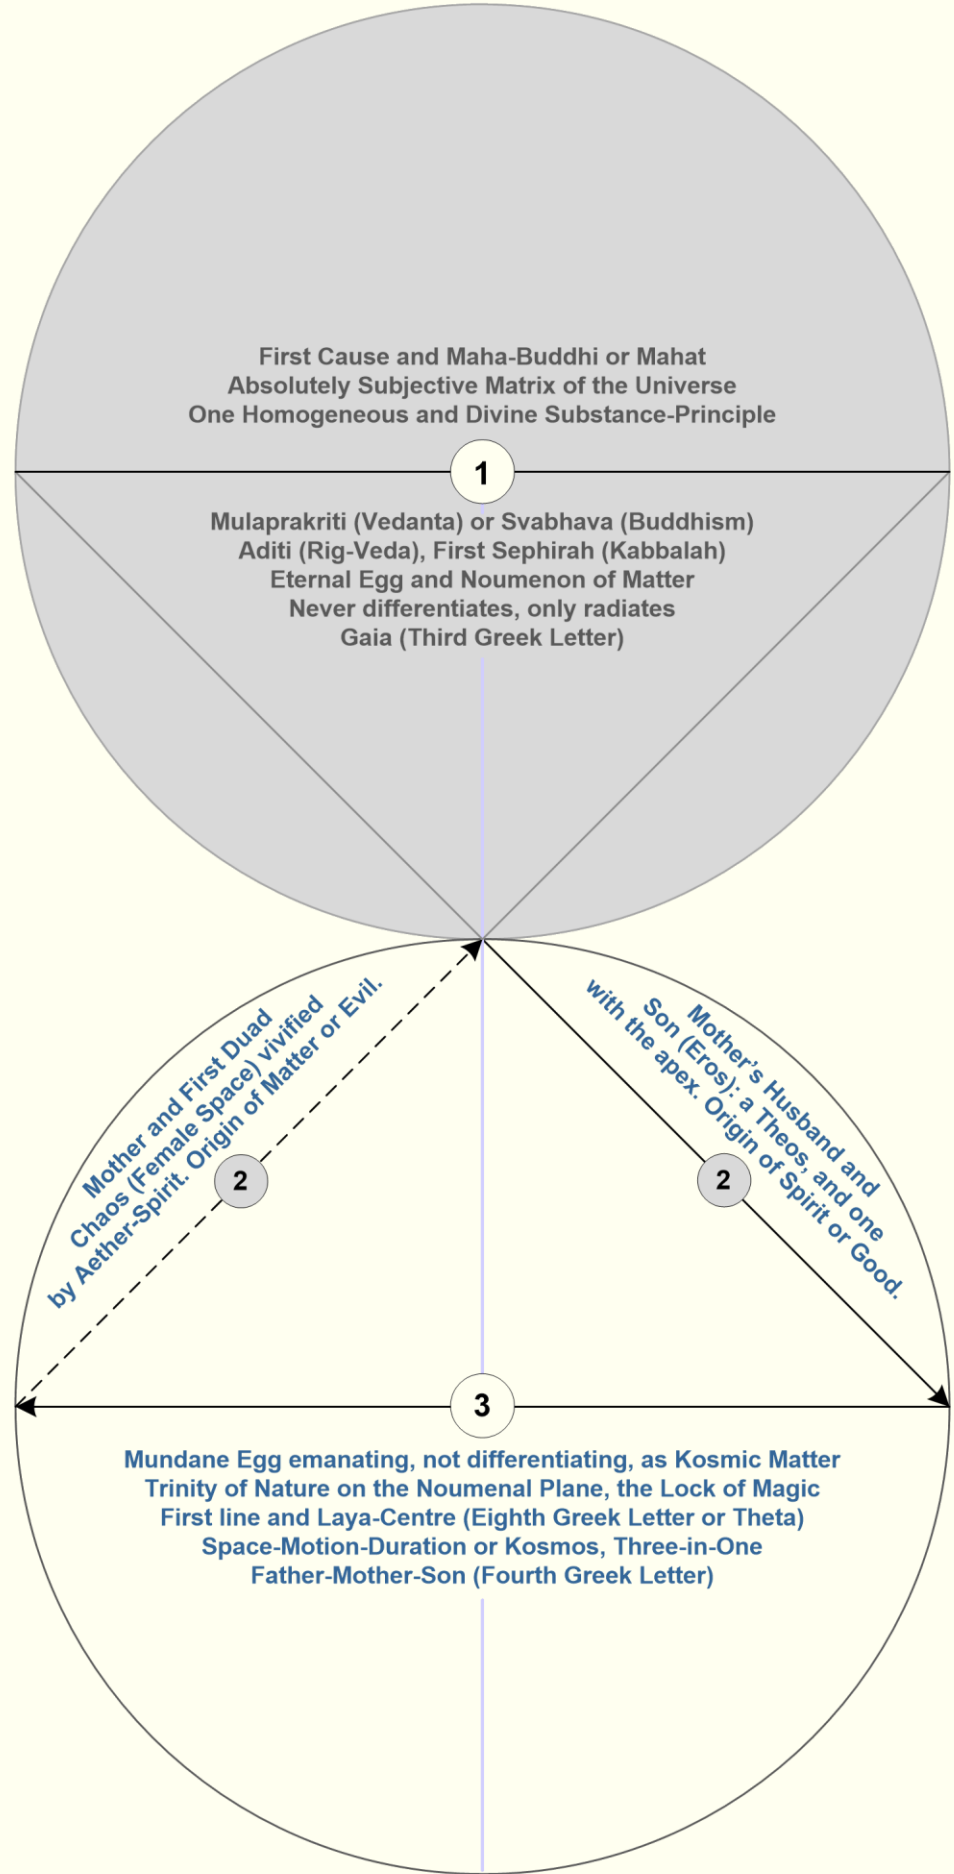 First Cause and Maha-Buddhi or Mahat
Absolutely Subjective Matrix of the Universe
One Homogeneous and Divine Substance-Principle
1
Mulaprakriti (Vedanta) or Svabhava (Buddhism)
Aditi (Rig-Veda), First Sephirah (Kabbalah)
Eternal Egg and Noumenon of Matter
Never differentiates, only radiates
Gaia (Third Greek Letter)
Mother and First Duad
Chaos (Female Space) vivified
by Aether-Spirit. Origin of Matter or Evil.
2
Mother's Husband and
Son (Eros): a Theos, and one
with the apex. Origin of Spirit or Good.
2
3
Mundane Egg emanating, not differentiating, as Kosmic Matter
Trinity of Nature on the Noumenal Plane, the Lock of Magic
First line and Laya-Centre (Eighth Greek Letter or Theta)
Space-Motion-Duration or Kosmos, Three-in-One
Father-Mother-Son (Fourth Greek Letter)